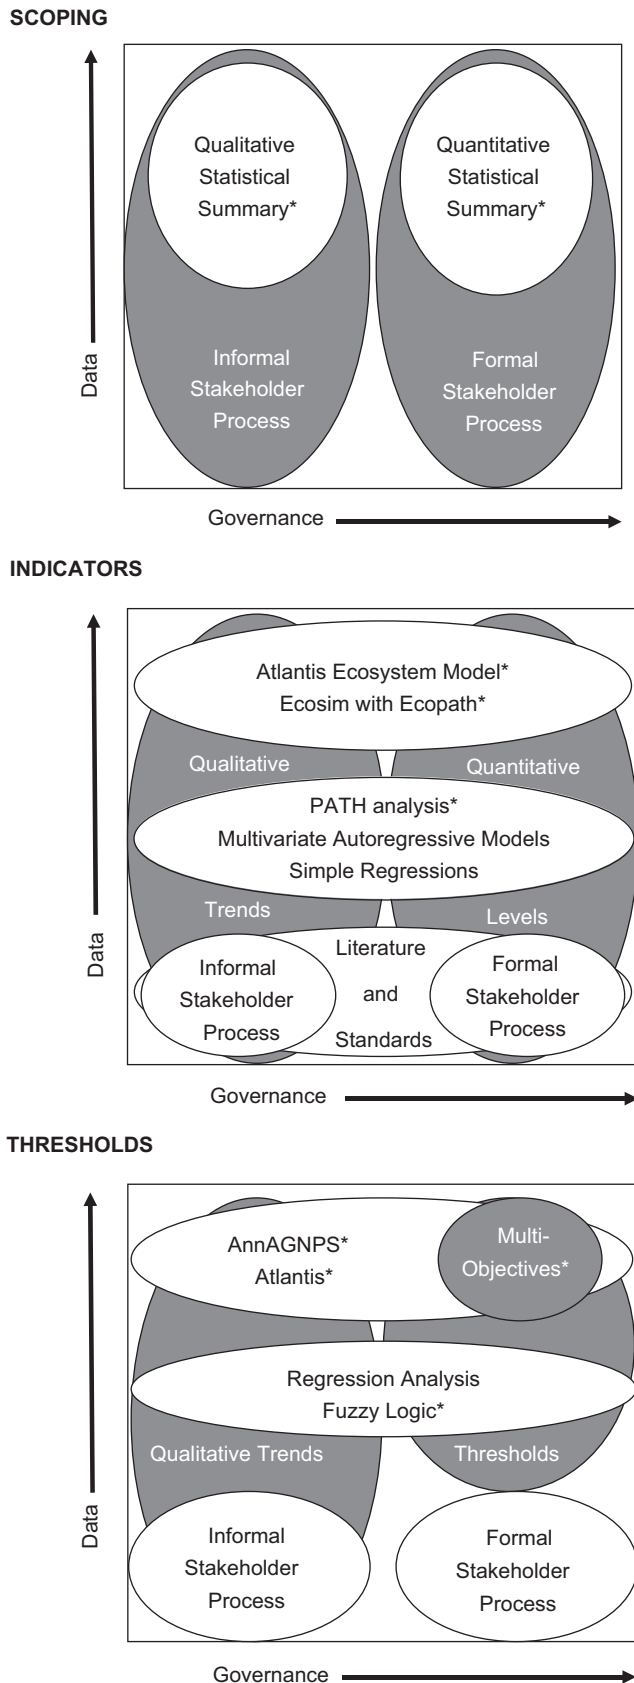 SCOPING
Qualitative
Statistical
Summary*
Quantitative
Statistical
Summary*
Informal
Stakeholder
Process
Formal
Stakeholder
Process
Data
Governance
INDICATORS
Atlantis Ecosystem Model*
Ecosim with Ecopath*
Qualitative
Quantitative
PATH analysis*
Multivariate Autoregressive Models
Simple Regressions
Trends
Levels
Informal
Stakeholder
Process
Literature
and
Standards
Formal
Stakeholder
Process
Data
Governance
THRESHOLDS
AnnAGNPS*
Atlantis*
Multi-
Objectives*
Regression Analysis
Fuzzy Logic*
Qualitative Trends
Thresholds
Informal
Stakeholder
Process
Formal
Stakeholder
Process
Data
Governance